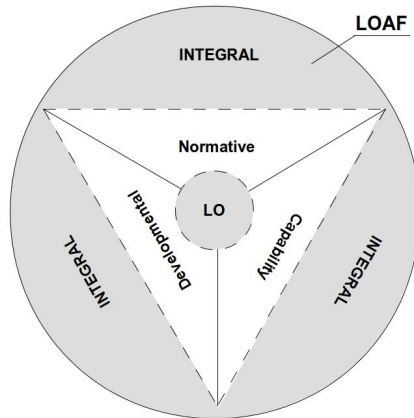 LOAF
INTEGRAL
Normative
LO
Developmental
Capability
INTEGRAL
INTEGRAL